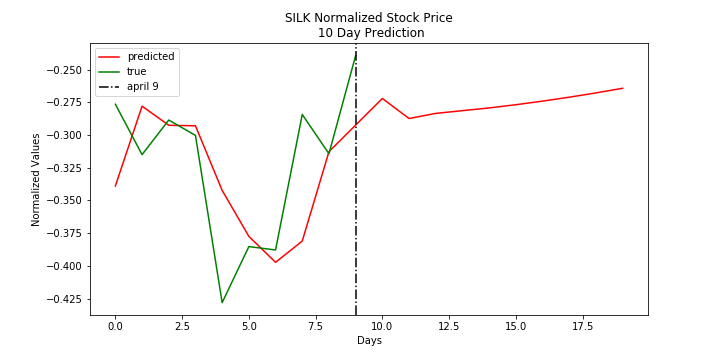 SILK Normalized Stock Price
10 Day Prediction
predicted
true
april 9
Normalized Values
−0.250
−0.275
−0.300
−0.325
−0.350
−0.375
−0.400
−0.425
0.0 2.5 5.0 7.5 10.0 12.5 15.0 17.5
Days